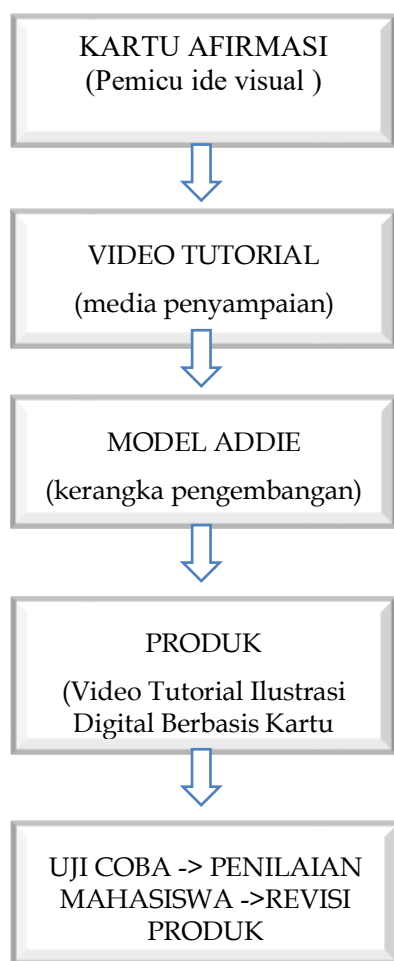 KARTU AFIRMASI
(Pemicu ide visual )
VIDEO TUTORIAL
(media penyampaian)
MODEL ADDIE
(kerangka pengembangan)
PRODUK
(Video Tutorial Ilustrasi
Digital Berbasis Kartu
UJI COBA -> PENILAIAN
MAHASISWA ->REVISI
PRODUK